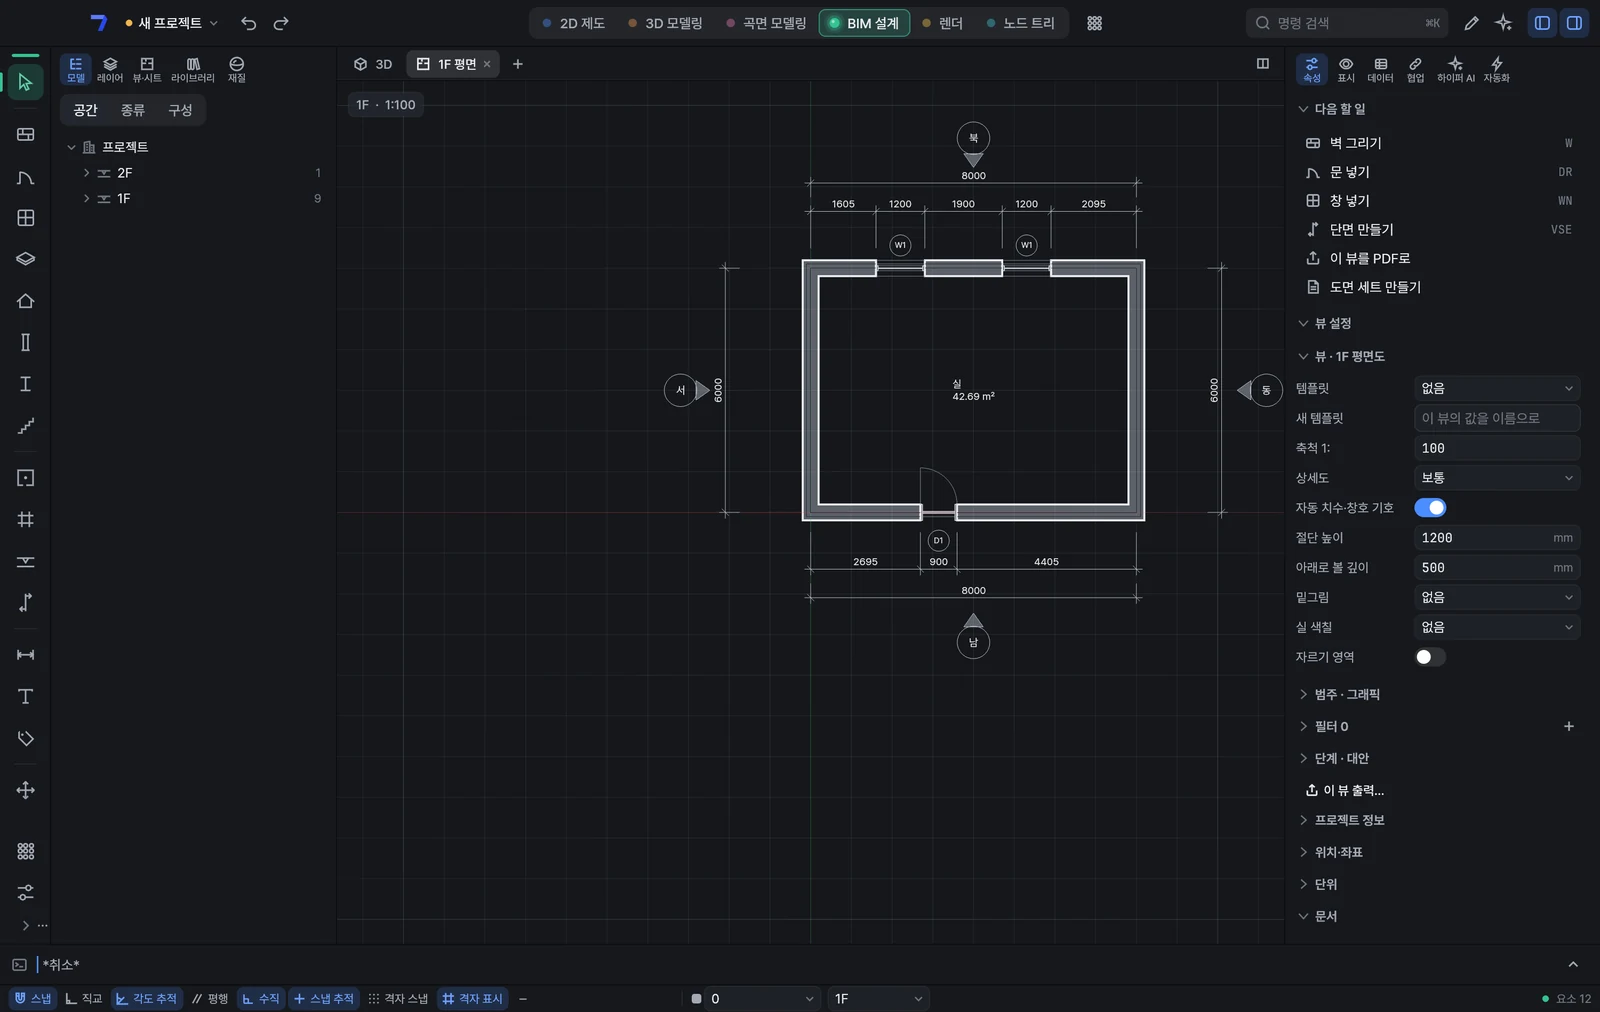 새 프로젝트
2D 제도
3D 모델링
곡면 모델링
BIM 설계
렌더
노드 트리
명령 검색
⌘K
모델
레이어
뷰·시트
라이브러리
재질
공간
종류
구성
프로젝트
2F
1
1F
9
3D
1F 평면
×
+
1F · 1:100
북
8000
1605
1200
1900
1200
2095
W1
W1
서
6000
실
42.69 m²
6000
동
D1
2695
900
4405
8000
남
속성
표시
데이터
협업
하이퍼 AI
자동화
다음 할 일
벽 그리기
W
문 넣기
DR
창 넣기
WN
단면 만들기
VSE
이 뷰를 PDF로
도면 세트 만들기
뷰 설정
뷰 · 1F 평면도
템플릿
없음
새 템플릿
이 뷰의 값을 이름으로
축척 1:
100
상세도
보통
자동 치수·창호 기호
절단 높이
1200
mm
아래로 볼 깊이
500
mm
밑그림
없음
실 색칠
없음
자르기 영역
범주 · 그래픽
필터 0
+
단계 · 대안
이 뷰 출력...
프로젝트 정보
위치·좌표
단위
문서
*취소*
스냅
직교
각도 추적
평행
수직
스냅 추적
격자 스냅
격자 표시
0
1F
요소 12